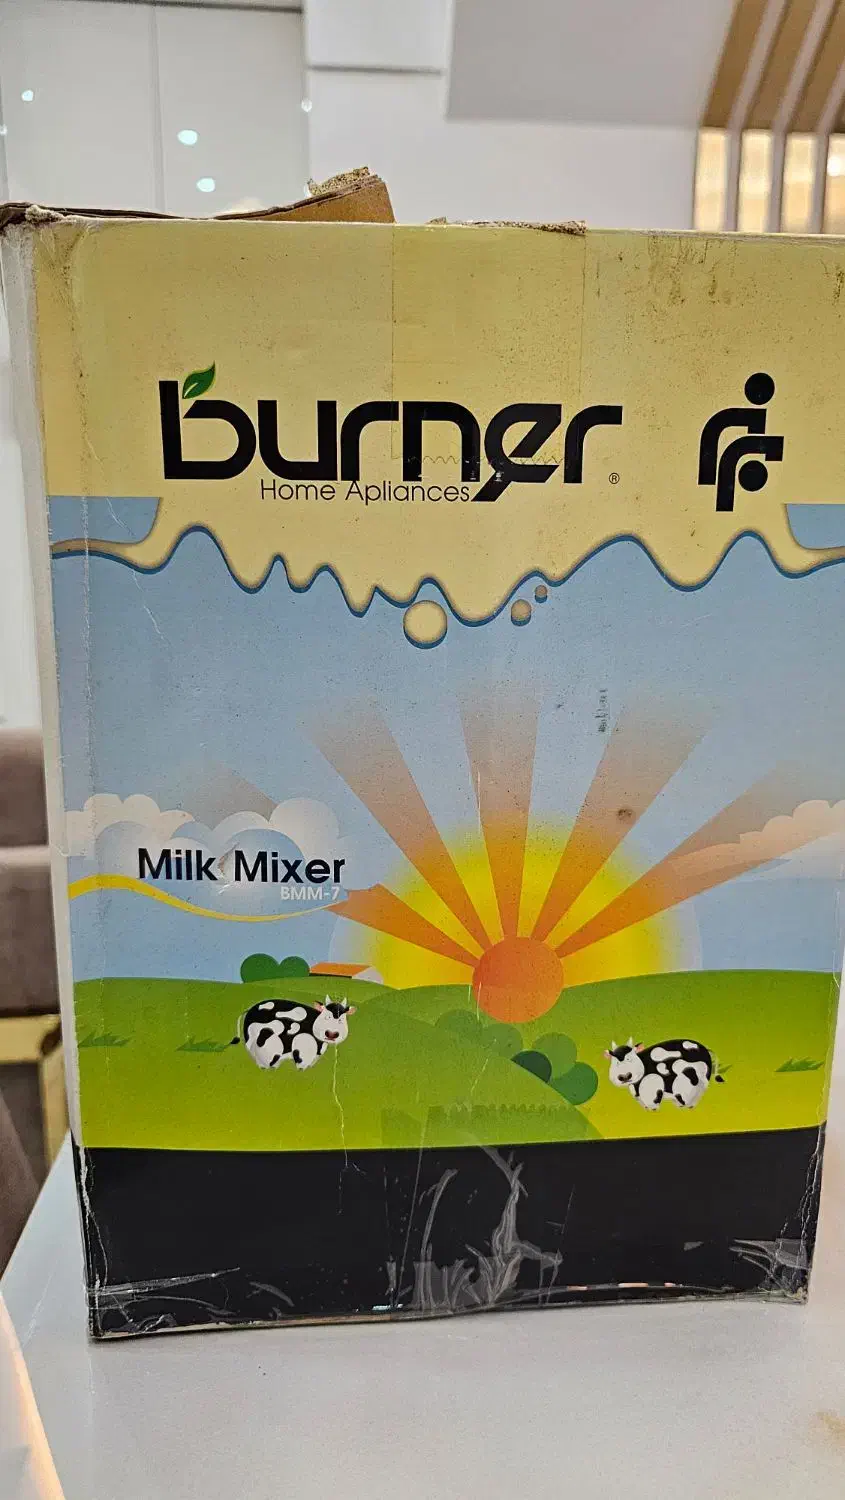 burner
Home Apliances
®
Milk Mixer
BMM-7